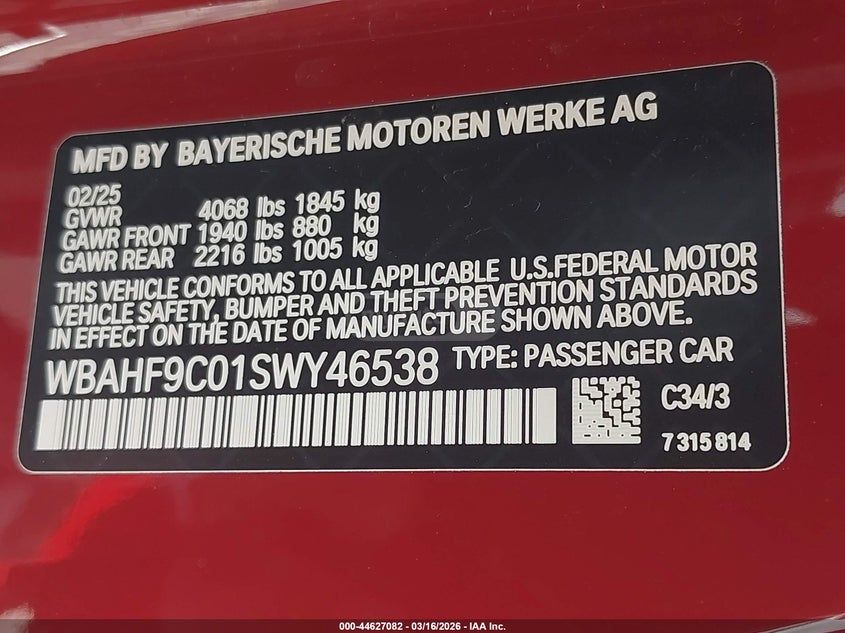 MFD BY BAYERISCHE MOTOREN WERKE AG
02/25
GVWR 4068 lbs 1845 kg
GAWR FRONT 1940 lbs 880 kg
GAWR REAR 2216 lbs 1005 kg
THIS VEHICLE CONFORMS TO ALL APPLICABLE U.S.FEDERAL MOTOR
VEHICLE SAFETY, BUMPER AND THEFT PREVENTION STANDARDS
IN EFFECT ON THE DATE OF MANUFACTURE SHOWN ABOVE.
WBAHF9C01SWY46538 TYPE: PASSENGER CAR
C34/3
7 315 814
000-44627082 - 03/16/2026 - IAA Inc.